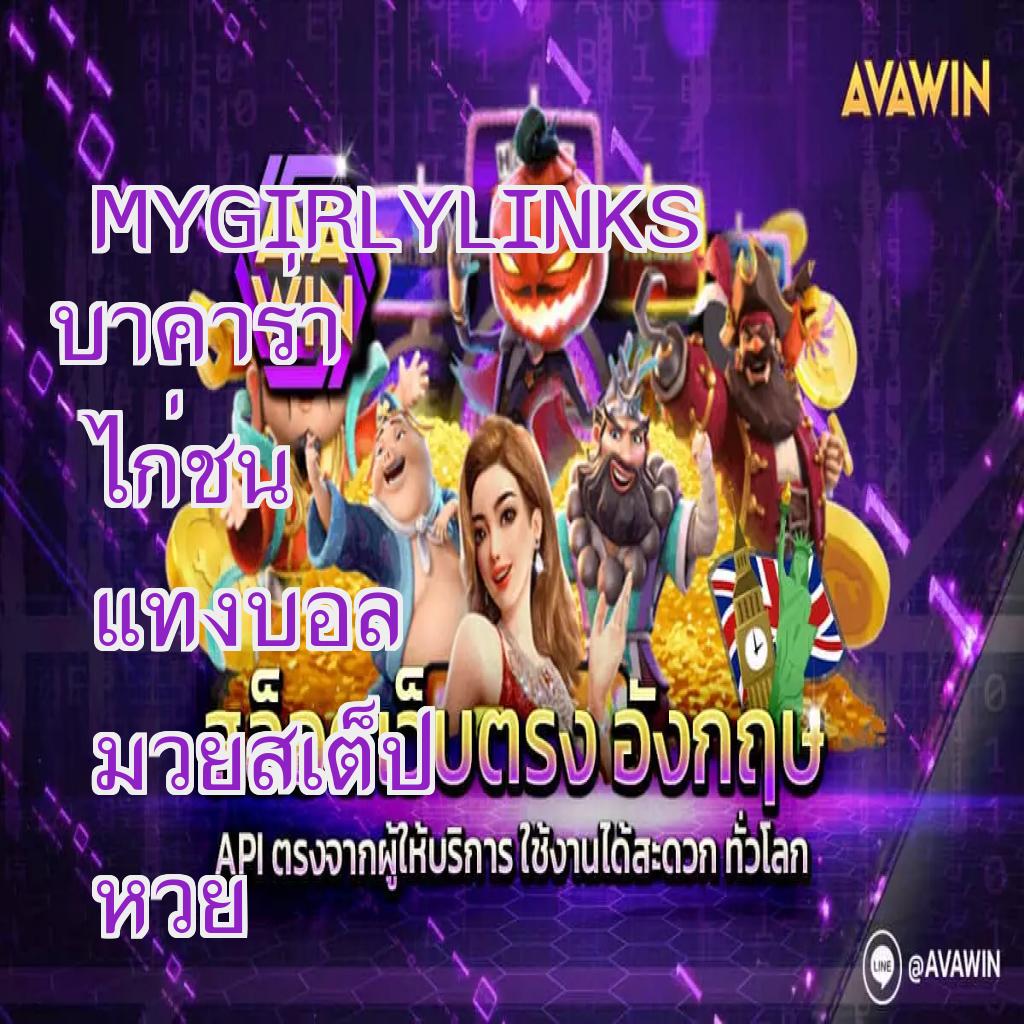 AVAWIN
MYGIRLYLINKS
WIN
บาคาร่า
ไก่ชน
แทงบอล
ตรง อังกฤษ
มวยสเต็ป
API ตรงจากผู้ให้บริการ ใช้งานได้สะดวก ทั่วโลก
หวย
LINE @AVAWIN